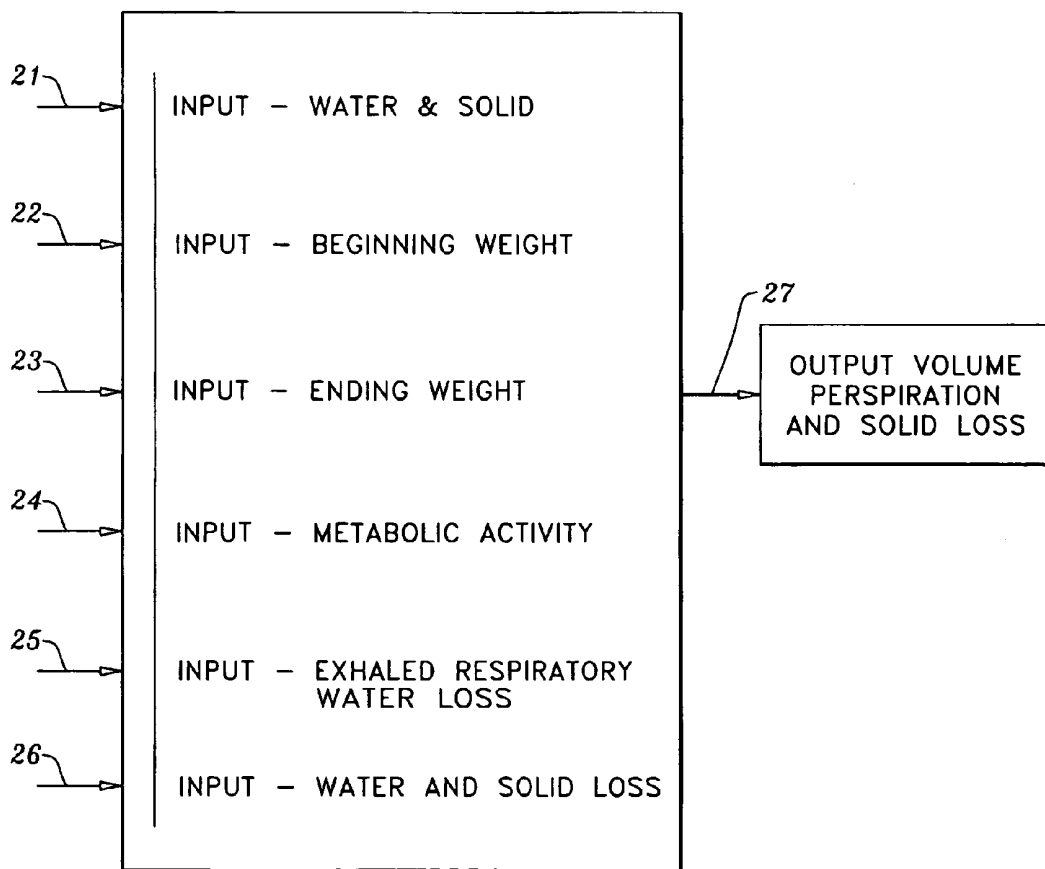 21
INPUT – WATER & SOLID
22
INPUT – BEGINNING WEIGHT
27
23
INPUT – ENDING WEIGHT
OUTPUT VOLUME
PERSPIRATION
AND SOLID LOSS
24
INPUT – METABOLIC ACTIVITY
25
INPUT – EXHALED RESPIRATORY
WATER LOSS
26
INPUT – WATER AND SOLID LOSS